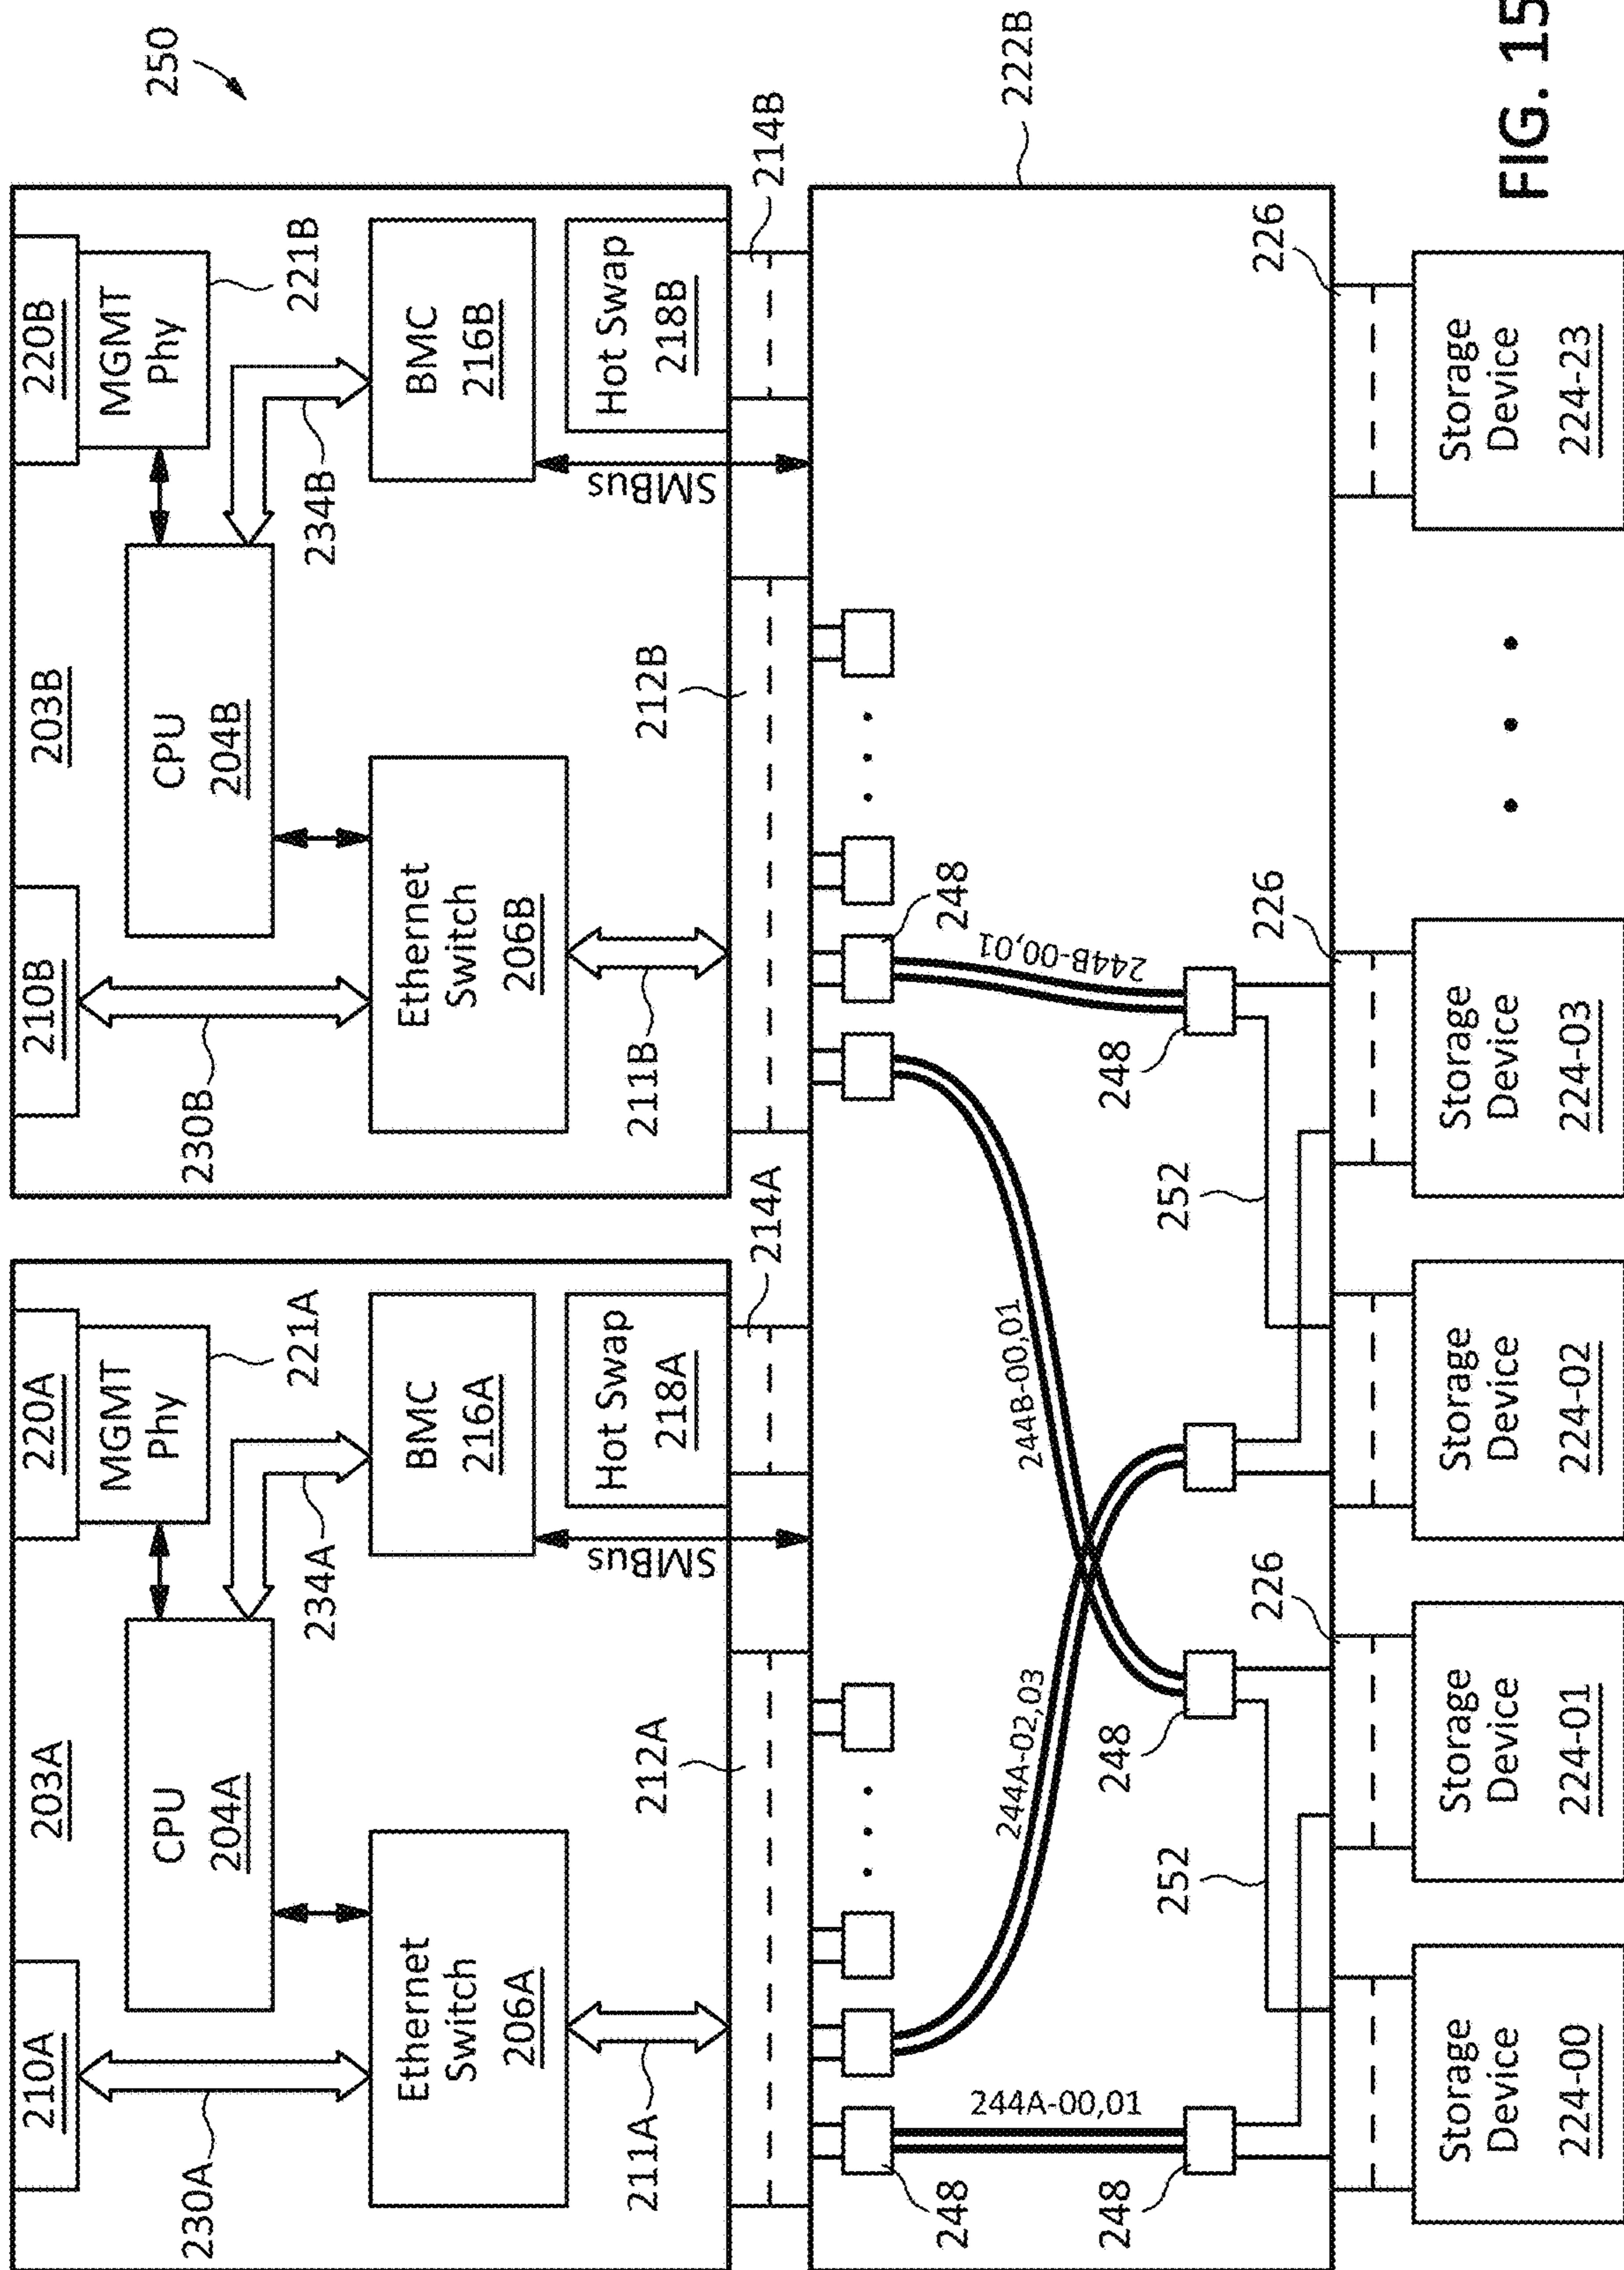 250
203A
210A
220A
MGMT
Phy
221A
CPU
204A
230A
234A
Ethernet
Switch
206A
BMC
216A
Hot Swap
218A
SMBus
211A
212A
214A
203B
210B
220B
MGMT
Phy
221B
CPU
204B
230B
234B
Ethernet
Switch
206B
BMC
216B
Hot Swap
218B
SMBus
211B
212B
214B
222B
248
244A-00,01
248
244A-02,03
244B-00,01
248
248
244B-00,01
248
252
252
226
226
226
Storage
Device
224-00
Storage
Device
224-01
Storage
Device
224-02
Storage
Device
224-03
Storage
Device
224-23
FIG. 15